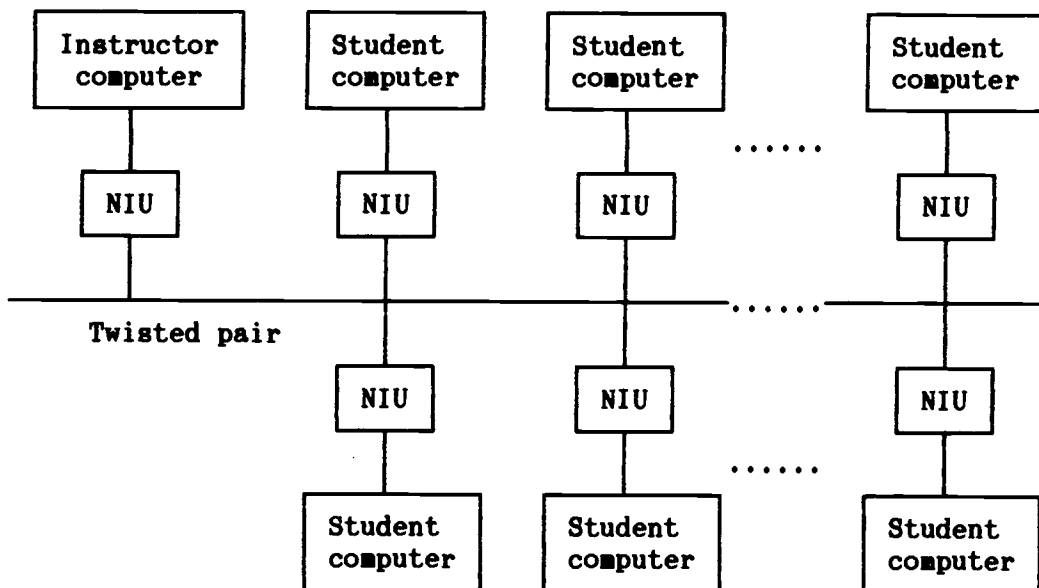 Instructor
computer
Student
computer
Student
computer
Student
computer
NIU
NIU
NIU
NIU
Twisted pair
NIU
NIU
NIU
Student
computer
Student
computer
Student
computer